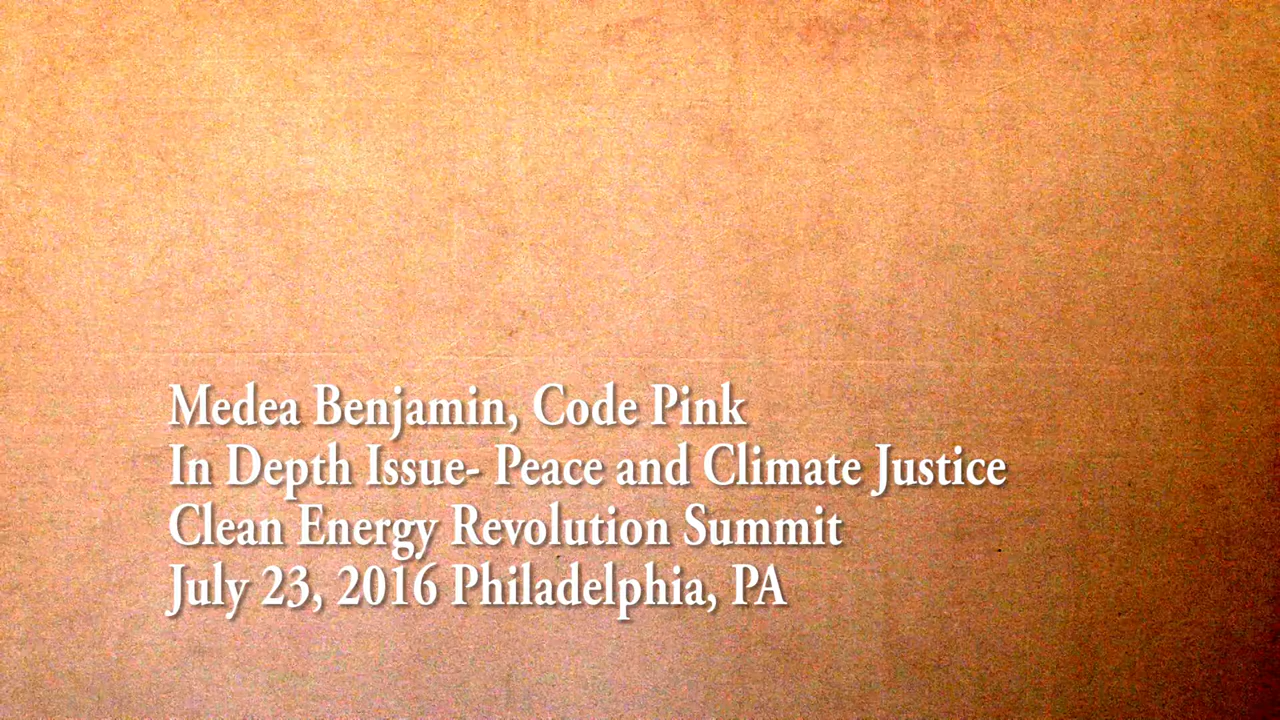 Medea Benjamin, Code Pink
In Depth Issue- Peace and Climate Justice
Clean Energy Revolution Summit
July 23, 2016 Philadelphia, PA